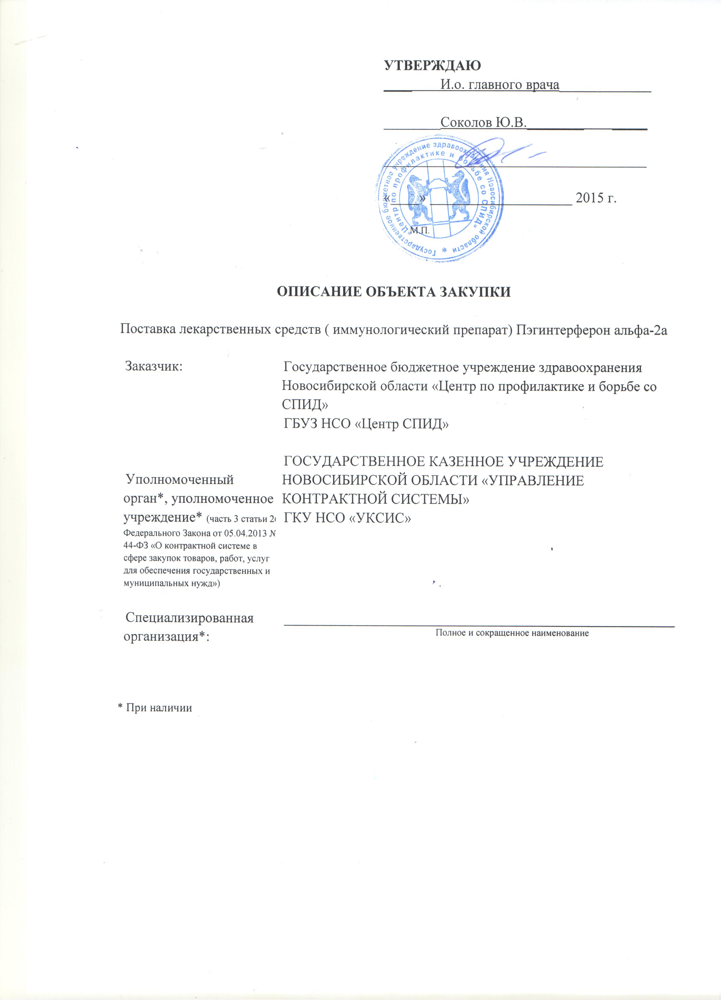 УТВЕРЖДАЮ
И.о. главного врача
Соколов Ю.В.
«____» ____________________ 2015 г.
М.П.
Государственное бюджетное учреждение здравоохранения Новосибирской области *
«Центр по профилактике и борьбе со СПИД»
ОПИСАНИЕ ОБЪЕКТА ЗАКУПКИ
Поставка лекарственных средств ( иммунологический препарат) Пэгинтерферон альфа-2а
Заказчик:
Государственное бюджетное учреждение здравоохранения
Новосибирской области «Центр по профилактике и борьбе со
СПИД»
ГБУЗ НСО «Центр СПИД»
Уполномоченный
орган*, уполномоченное
учреждение* (часть 3 статьи
Федерального Закона от 05.04.2013 №
44-ФЗ «О контрактной системе в
сфере закупок товаров, работ, услуг
для обеспечения государственных и
муниципальных нужд»)
ГОСУДАРСТВЕННОЕ КАЗЕННОЕ УЧРЕЖДЕНИЕ
НОВОСИБИРСКОЙ ОБЛАСТИ «УПРАВЛЕНИЕ
КОНТРАКТНОЙ СИСТЕМЫ»
ГКУ НСО «УКСИС»
Специализированная
организация*:
Полное и сокращенное наименование
* При наличии